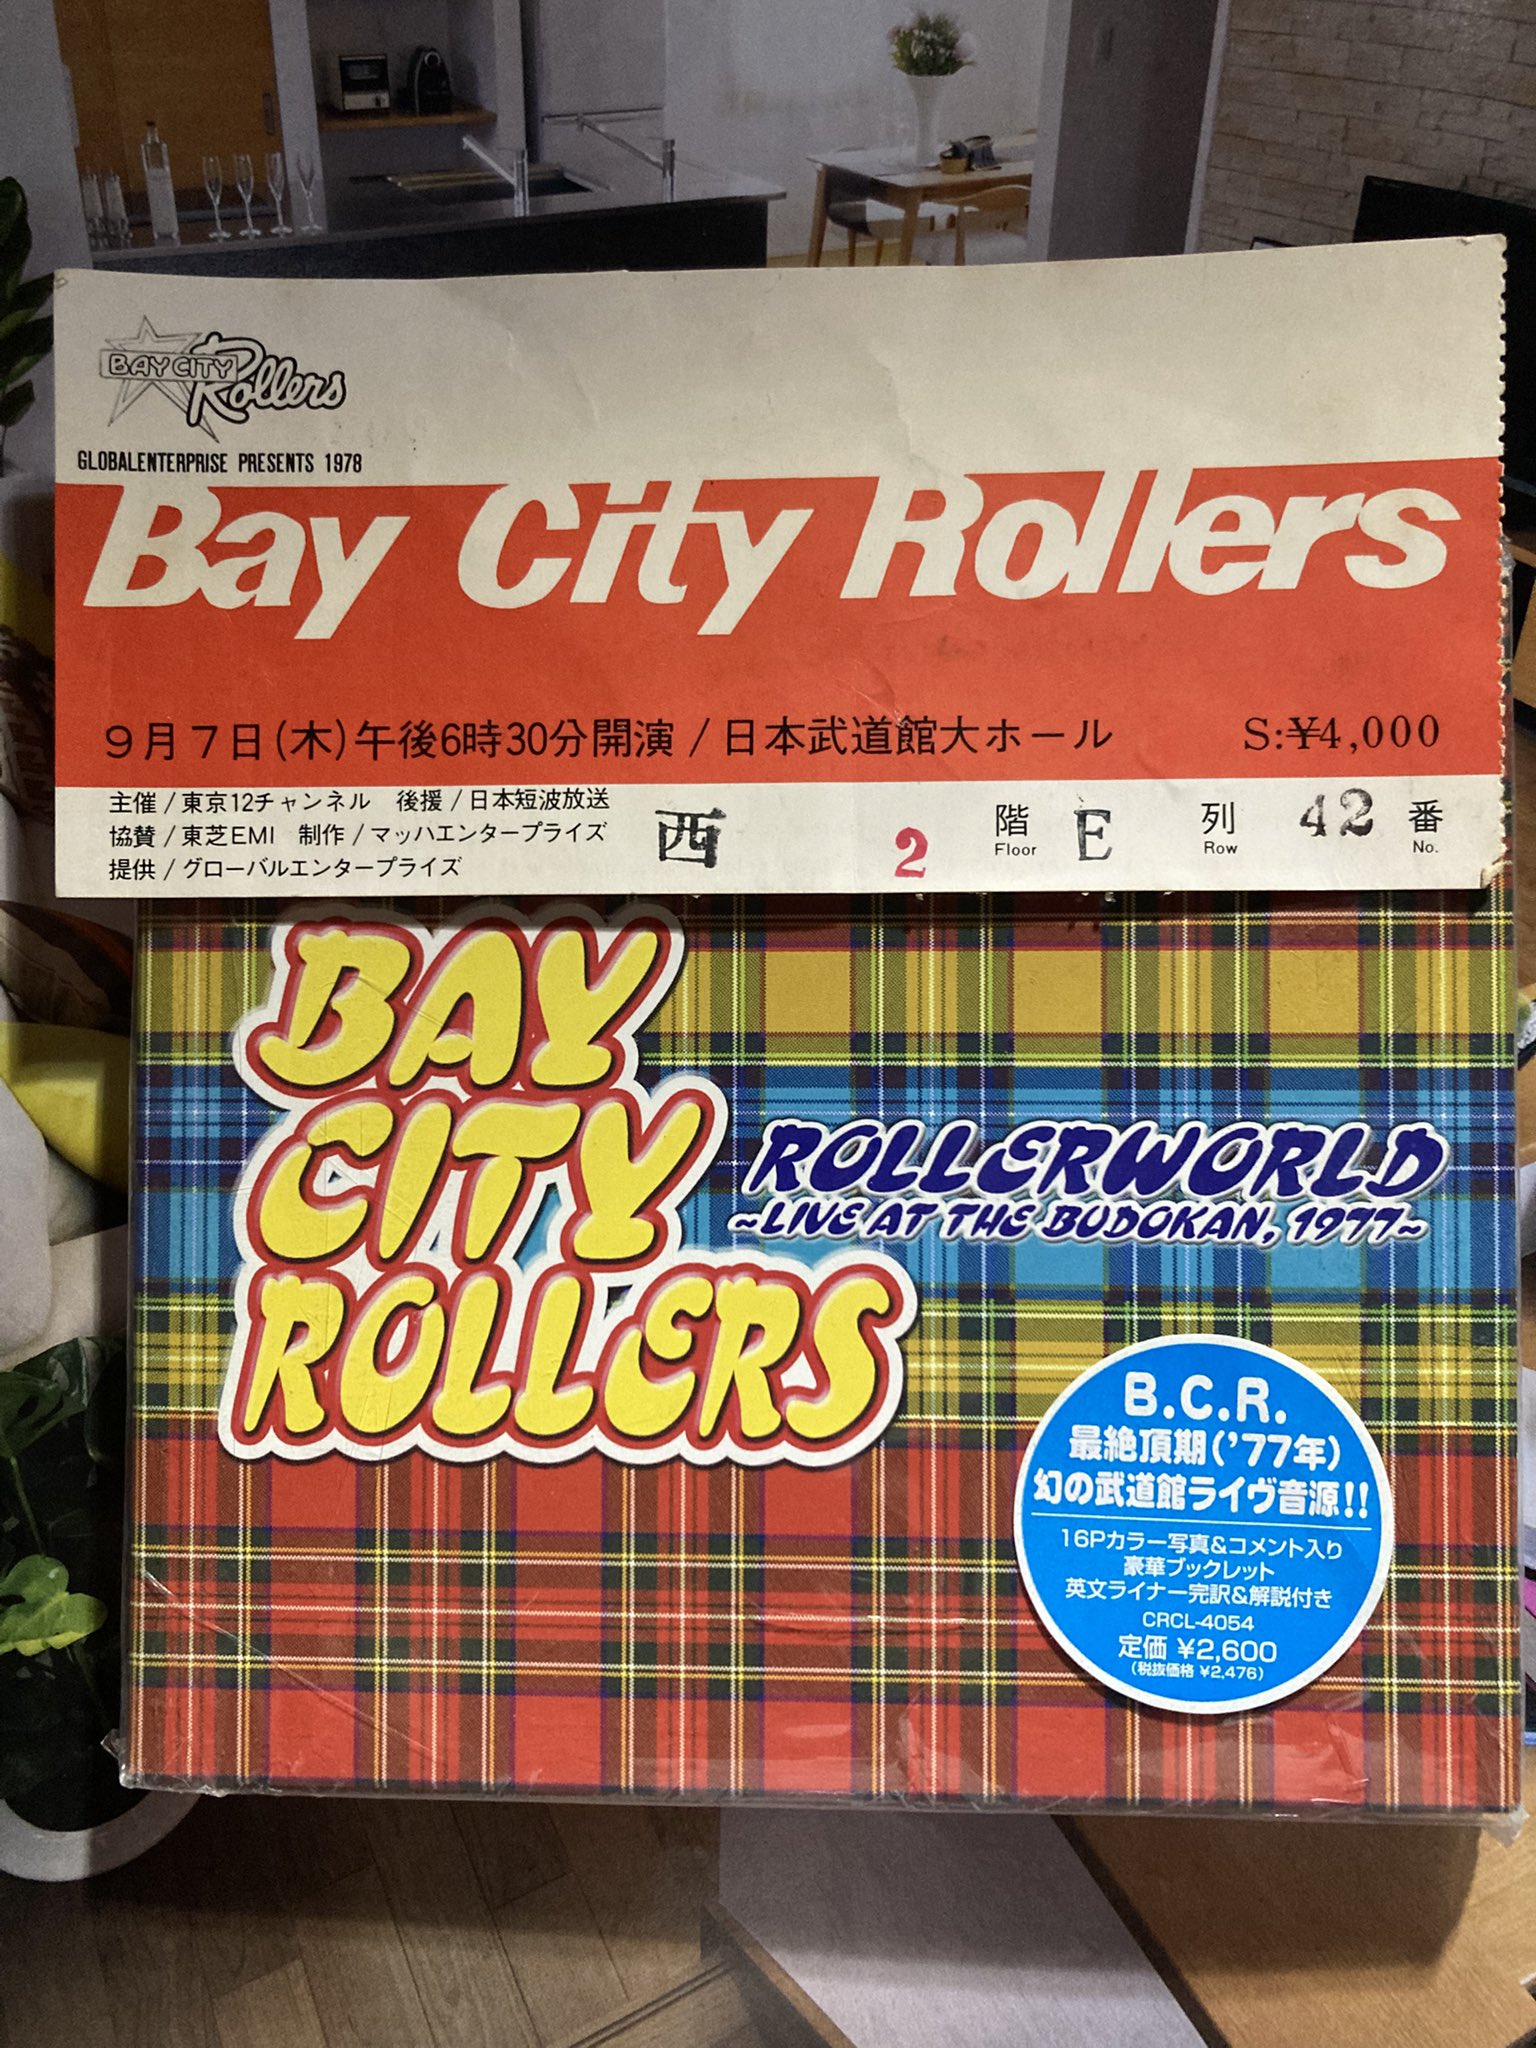 BAY CITY Rollers
GLOBALENTERPRISE PRESENTS 1978
Bay City Rollers
9月7日(木)午後6時30分開演/日本武道館大ホール S:¥4,000
主催/東京12チャンネル 後援/日本短波放送
協賛/東芝EMI 制作/マッハエンタープライズ
提供/グローバルエンタープライズ
西 2 階 Floor E 列 Row 42 番 No.
BAY
CITY
ROLLERS
ROLLERWORLD
~LIVE AT THE BUDOKAN, 1977~
B.C.R.
最絶頂期('77年)
幻の武道館ライヴ音源!!
16Pカラー写真&コメント入り
豪華ブックレット
英文ライナー完訳&解説付き
CRCL-4054
定価 ¥2,600
(税抜価格 ¥2,476)